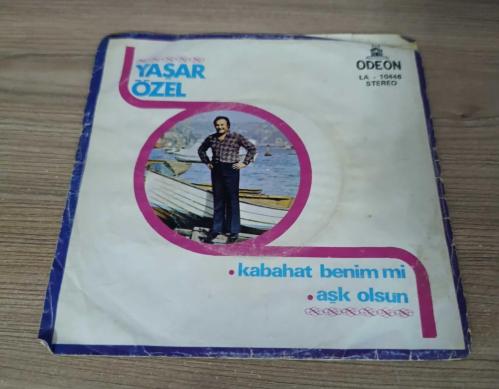 YAŞAR
ÖZEL
ODEON
LA - 10446
STEREO
• kabahat benim mi
• aşk olsun